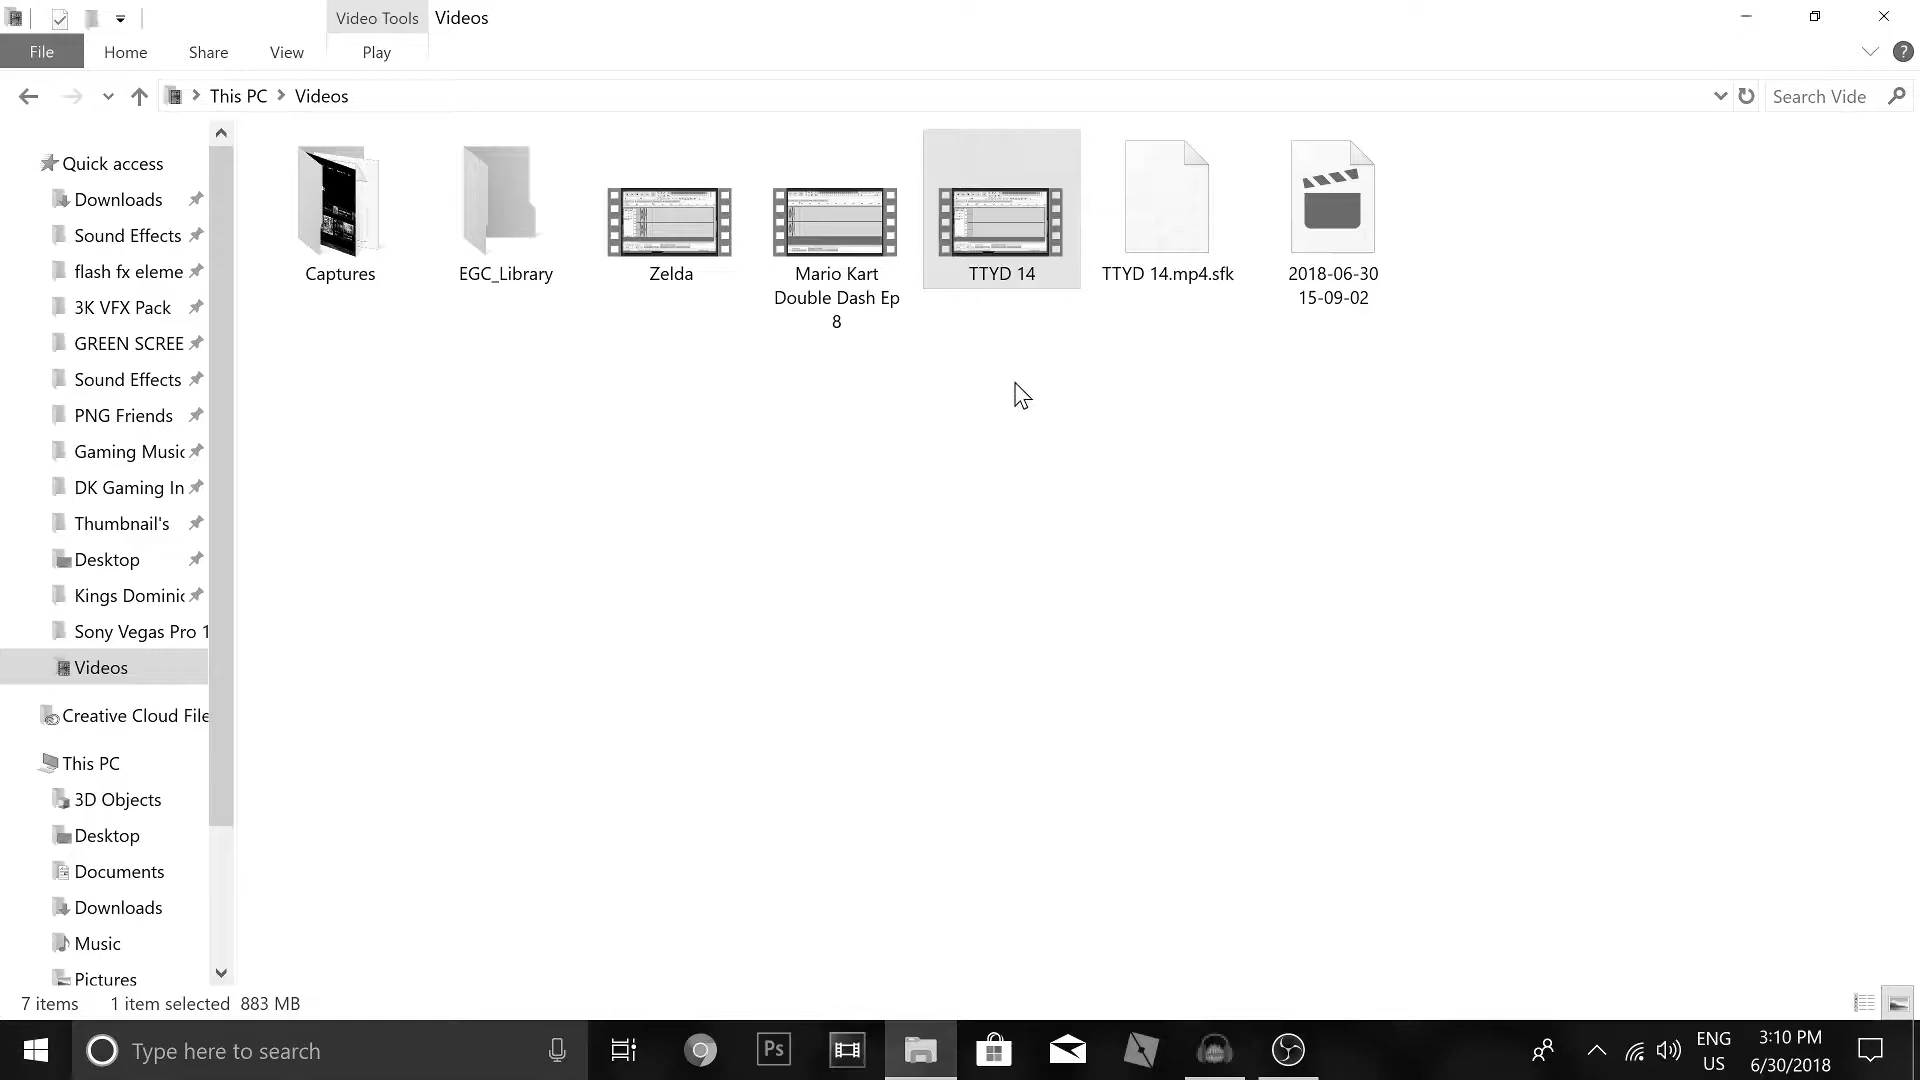 Video Tools Videos
File Home Share View Play
This PC Videos Search Vide
Quick access
Downloads
Sound Effects
flash fx eleme
3K VFX Pack
GREEN SCREE
Sound Effects
PNG Friends
Gaming Music
DK Gaming In
Thumbnail's
Desktop
Kings Dominic
Sony Vegas Pro 1
Videos
Creative Cloud File
This PC
3D Objects
Desktop
Documents
Downloads
Music
Pictures
Captures
EGC_Library
Zelda
Mario Kart
Double Dash Ep
8
TTYD 14
TTYD 14.mp4.sfk
2018-06-30
15-09-02
7 items 1 item selected 883 MB
Type here to search
Ps
ENG
US
3:10 PM
6/30/2018